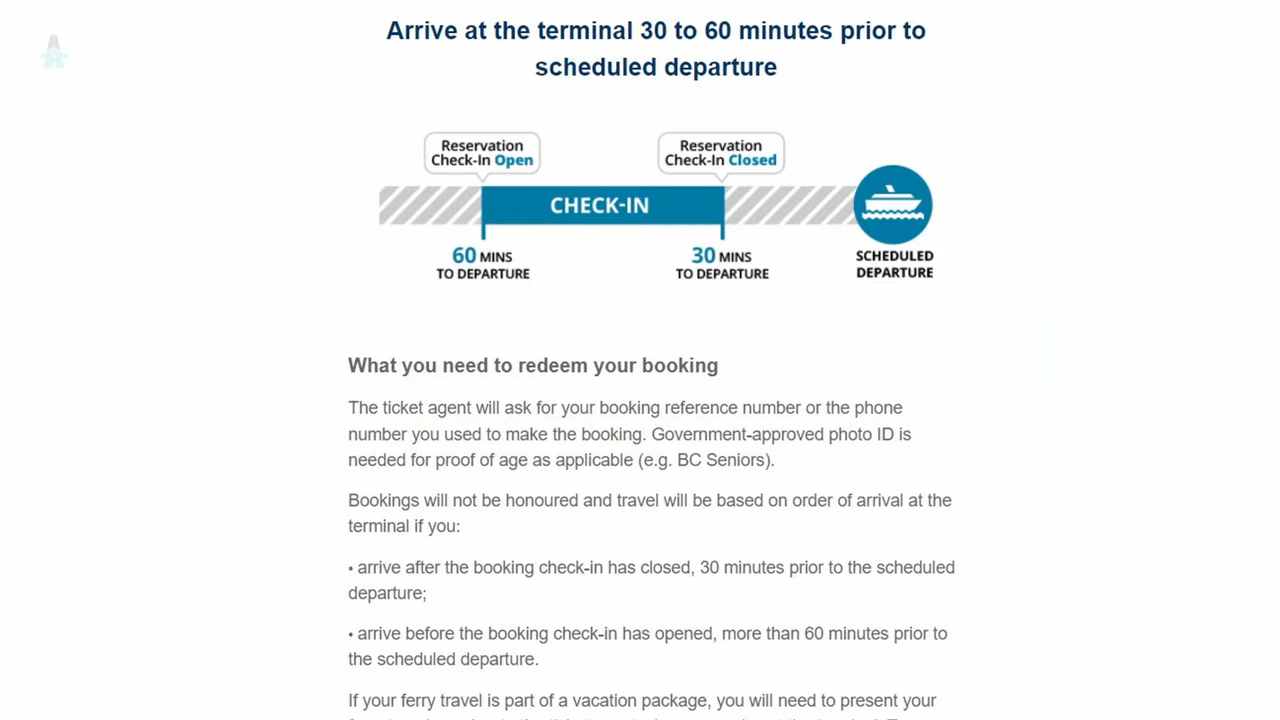 Arrive at the terminal 30 to 60 minutes prior to
scheduled departure
Reservation
Check-In Open
Reservation
Check-In Closed
CHECK-IN
60 MINS
TO DEPARTURE
30 MINS
TO DEPARTURE
SCHEDULED
DEPARTURE
What you need to redeem your booking
The ticket agent will ask for your booking reference number or the phone
number you used to make the booking. Government-approved photo ID is
needed for proof of age as applicable (e.g. BC Seniors).
Bookings will not be honoured and travel will be based on order of arrival at the
terminal if you:
• arrive after the booking check-in has closed, 30 minutes prior to the scheduled
departure;
• arrive before the booking check-in has opened, more than 60 minutes prior to
the scheduled departure.
If your ferry travel is part of a vacation package, you will need to present your